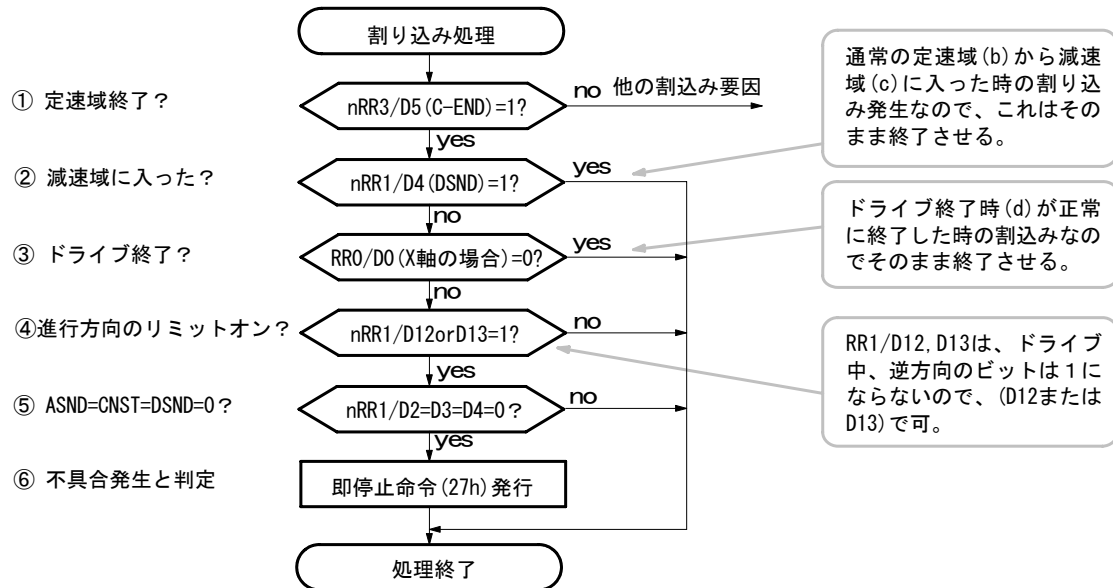 割り込み処理
① 定速域終了？
nRR3/D5(C-END)=1?
no
他の割込み要因
yes
② 減速域に入った？
nRR1/D4(DSND)=1?
yes
no
③ ドライブ終了？
RR0/D0(X軸の場合)=0?
yes
no
④進行方向のリミットオン？
nRR1/D12orD13=1?
no
yes
⑤ ASND=CNST=DSND=0？
nRR1/D2=D3=D4=0？
no
yes
⑥ 不具合発生と判定
即停止命令(27h)発行
処理終了
通常の定速域(b)から減速
域(c)に入った時の割り込
み発生なので、これはその
まま終了させる。
ドライブ終了時(d)が正常
に終了した時の割込みなの
でそのまま終了させる。
RR1/D12,D13は、ドライブ
中、逆方向のビットは１に
ならないので、(D12または
D13)で可。